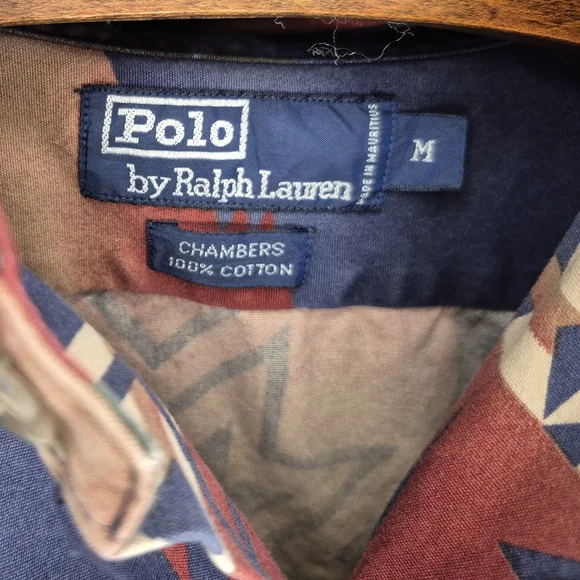 Polo
by Ralph Lauren
MADE IN MAURITIUS
M
CHAMBERS
100% COTTON